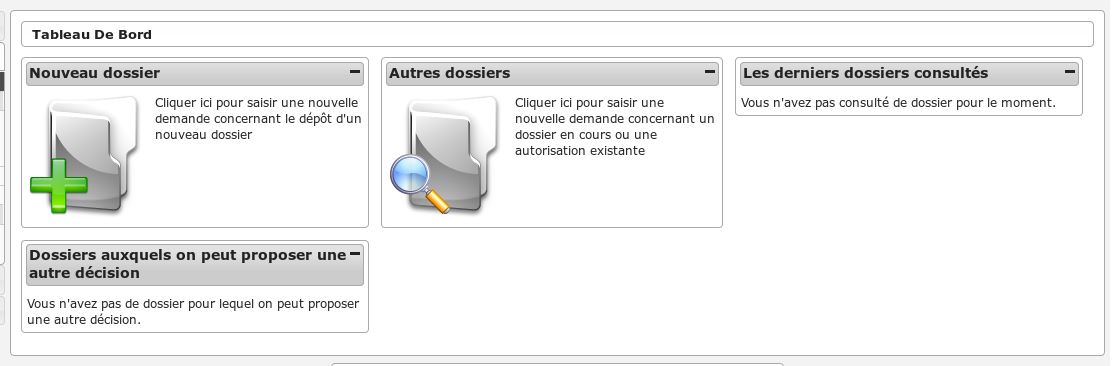 Tableau De Bord
Nouveau dossier
Cliquer ici pour saisir une nouvelle
demande concernant le dépôt d'un
nouveau dossier
Autres dossiers
Cliquer ici pour saisir une
nouvelle demande concernant un
dossier en cours ou une
autorisation existante
Les derniers dossiers consultés
Vous n'avez pas consulté de dossier pour le moment.
Dossiers auxquels on peut proposer une
autre décision
Vous n'avez pas de dossier pour lequel on peut proposer
une autre décision.